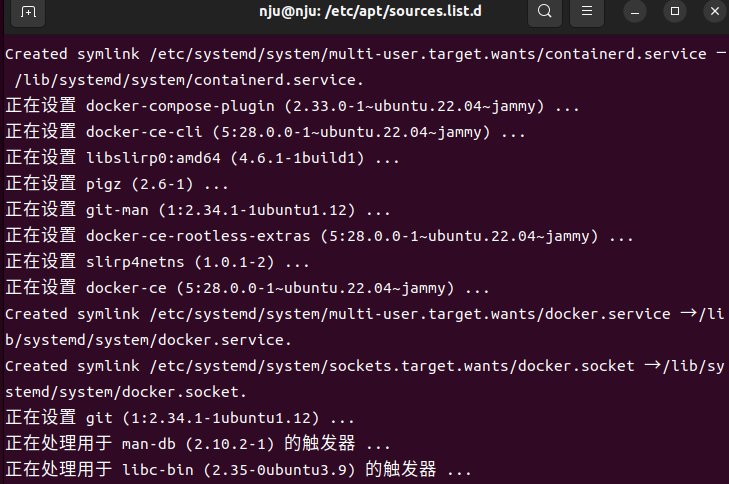 nju@nju: /etc/apt/sources.list.d
Created symlink /etc/systemd/system/multi-user.target.wants/containerd.service →
/lib/systemd/system/containerd.service.
正在设置 docker-compose-plugin (2.33.0-1~ubuntu.22.04~jammy) ...
正在设置 docker-ce-cli (5:28.0.0-1~ubuntu.22.04~jammy) ...
正在设置 libslirp0:amd64 (4.6.1-1build1) ...
正在设置 pigz (2.6-1) ...
正在设置 git-man (1:2.34.1-1ubuntu1.12) ...
正在设置 docker-ce-rootless-extras (5:28.0.0-1~ubuntu.22.04~jammy) ...
正在设置 slirp4netns (1.0.1-2) ...
正在设置 docker-ce (5:28.0.0-1~ubuntu.22.04~jammy) ...
Created symlink /etc/systemd/system/multi-user.target.wants/docker.service →/li
b/systemd/system/docker.service.
Created symlink /etc/systemd/system/sockets.target.wants/docker.socket →/lib/sy
stemd/system/docker.socket.
正在设置 git (1:2.34.1-1ubuntu1.12) ...
正在处理用于 man-db (2.10.2-1) 的触发器 ...
正在处理用于 libc-bin (2.35-0ubuntu3.9) 的触发器 ...